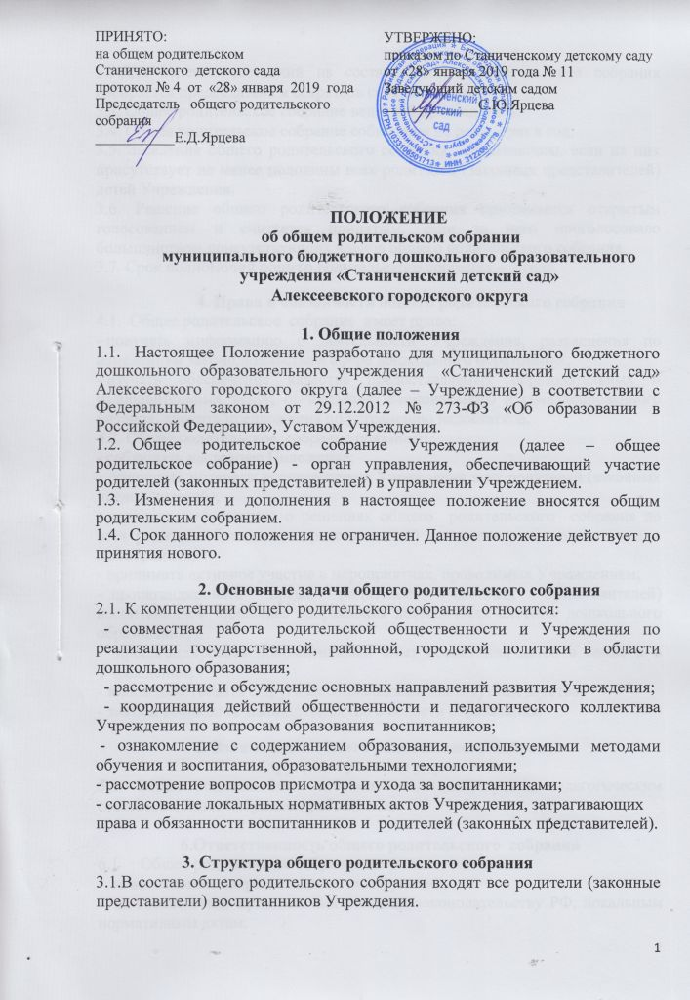 ПРИНЯТО:
на общем родительском
Станиченского детского сада
протокол № 4 от «28» января 2019 года
Председатель общего родительского
собрания
___________Е.Д.Ярцева
УТВЕРЖЕНО:
приказом по Станиченскому детскому саду
от «28» января 2019 года № 11
Заведующий детским садом
_____________С.Ю.Ярцева
Станиченский
детский
сад
ПОЛОЖЕНИЕ
об общем родительском собрании
муниципального бюджетного дошкольного образовательного
учреждения «Станиченский детский сад»
Алексеевского городского округа
1. Общие положения
1.1. Настоящее Положение разработано для муниципального бюджетного
дошкольного образовательного учреждения «Станиченский детский сад»
Алексеевского городского округа (далее – Учреждение) в соответствии с
Федеральным законом от 29.12.2012 № 273-ФЗ «Об образовании в
Российской Федерации», Уставом Учреждения.
1.2. Общее родительское собрание Учреждения (далее – общее
родительское собрание) - орган управления, обеспечивающий участие
родителей (законных представителей) в управлении Учреждением.
1.3. Изменения и дополнения в настоящее положение вносятся общим
родительским собранием.
1.4. Срок данного положения не ограничен. Данное положение действует до
принятия нового.
2. Основные задачи общего родительского собрания
2.1. К компетенции общего родительского собрания относится:
- совместная работа родительской общественности и Учреждения по
реализации государственной, районной, городской политики в области
дошкольного образования;
- рассмотрение и обсуждение основных направлений развития Учреждения;
- координация действий общественности и педагогического коллектива
Учреждения по вопросам образования воспитанников;
- ознакомление с содержанием образования, используемыми методами
обучения и воспитания, образовательными технологиями;
- рассмотрение вопросов присмотра и ухода за воспитанниками;
- согласование локальных нормативных актов Учреждения, затрагивающих
права и обязанности воспитанников и родителей (законных представителей).
3. Структура общего родительского собрания
3.1.В состав общего родительского собрания входят все родители (законные
представители) воспитанников Учреждения.
1